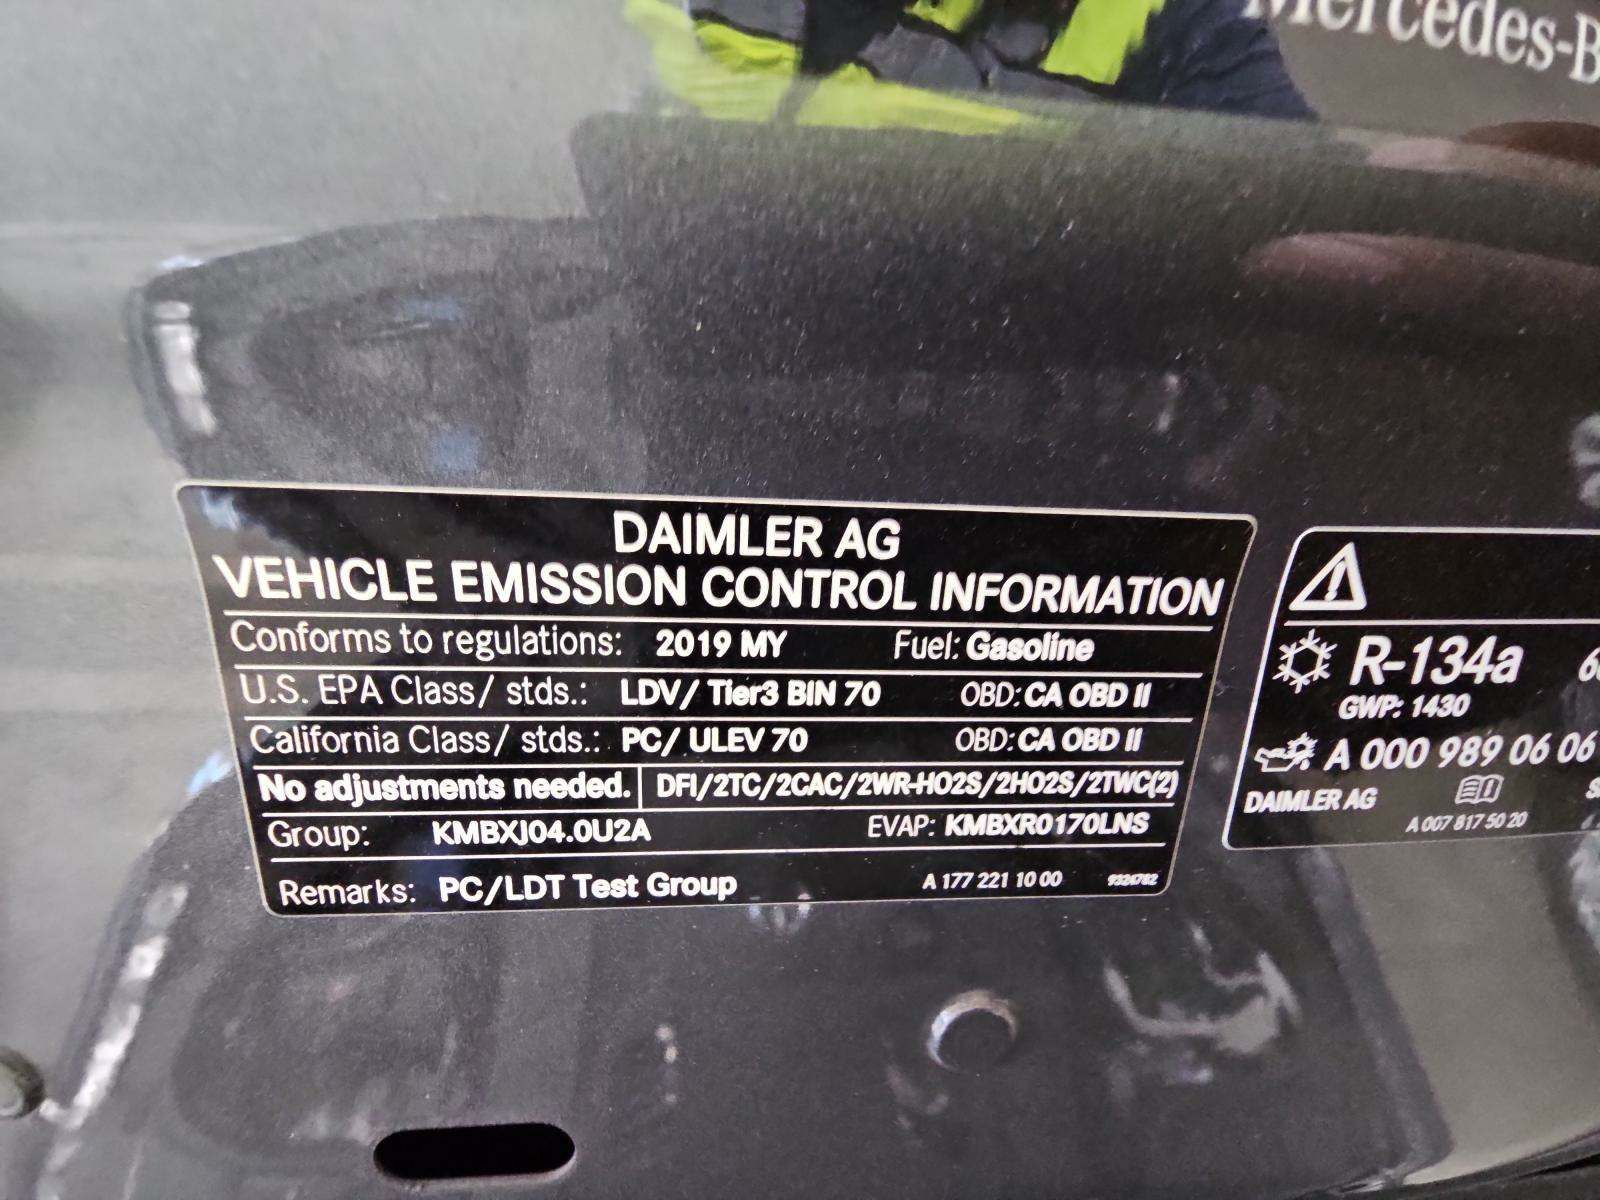 Mercedes-B
DAIMLER AG
VEHICLE EMISSION CONTROL INFORMATION
Conforms to regulations: 2019 MY Fuel: Gasoline
U.S. EPA Class/ stds.: LDV/ Tier3 BIN 70 OBD: CA OBD II
California Class/ stds.: PC/ ULEV 70 OBD: CA OBD II
No adjustments needed. DFI/2TC/2CAC/2WR-HO2S/2HO2S/2TWC(2)
Group: KMBXJ04.0U2A EVAP: KMBXR0170LNS
Remarks: PC/LDT Test Group A 177 221 10 00
R-134a
GWP: 1430
A 000 989 06 06
DAIMLER AG
A 007 817 50 20